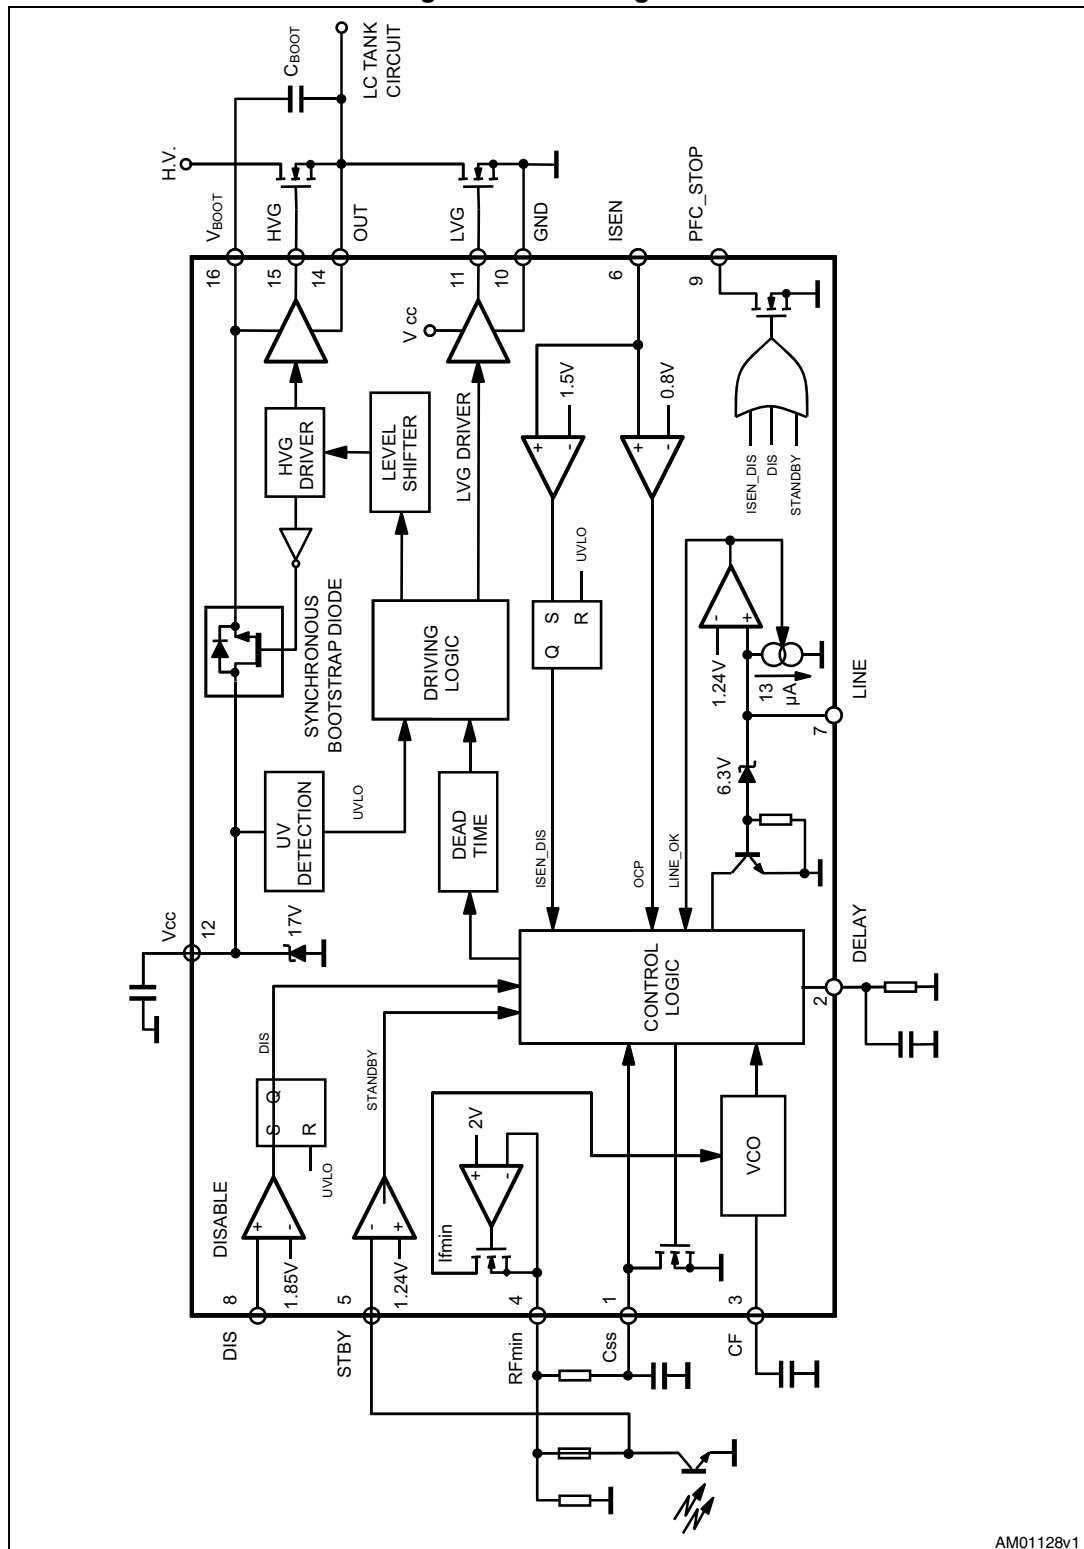 LC TANK
CIRCUIT
CBOOT
H.V.
VBOOT
HVG
OUT
LVG
GND
ISEN
PFC_STOP
16
15
14
11
10
6
9
V cc
HVG
DRIVER
LEVEL
SHIFTER
LVG DRIVER
1.5V
0.8V
ISEN_DIS
DIS
STANDBY
SYNCHRONOUS
BOOTSTRAP DIODE
DRIVING
LOGIC
Q S
R
UVLO
1.24V
13
µA
LINE
7
6.3V
UV
DETECTION
UVLO
DEAD
TIME
ISEN_DIS
OCP
LINE_OK
Vcc
12
17V
CONTROL
LOGIC
DELAY
2
DIS
STANDBY
S Q
R
UVLO
2V
VCO
DISABLE
Ifmin
1.85V
1.24V
8
5
4
1
3
DIS
STBY
RFmin
Css
CF
+
-
-
+
+
-
+
-
+
-
-
+
AM01128v1